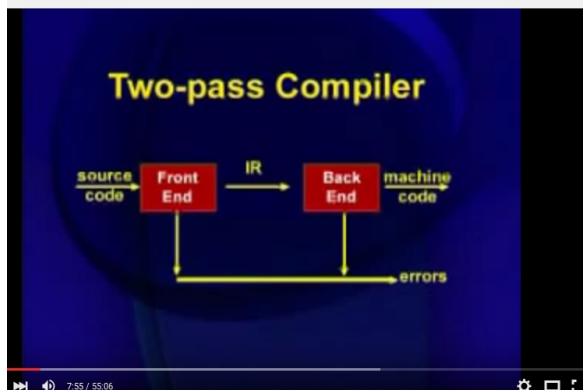 Two-pass Compiler
source
code
Front
End
IR
Back
End
machine
code
errors
7:55 / 55:06